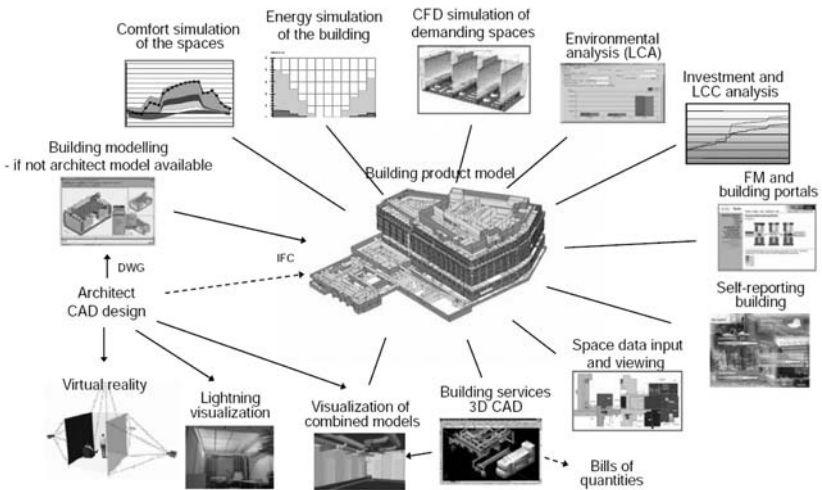 Comfort simulation
of the spaces
Energy simulation
of the building
CFD simulation of
demanding spaces
Environmental
analysis (LCA)
Investment and
LCC analysis
Building modelling
- if not architect model available
Building product model
FM and
building portals
IFC
DWG
Architect
CAD design
Self-reporting
building
Space data input
and viewing
Virtual reality
Lightning
visualization
Visualization of
combined models
Building services
3D CAD
Bills of
quantities